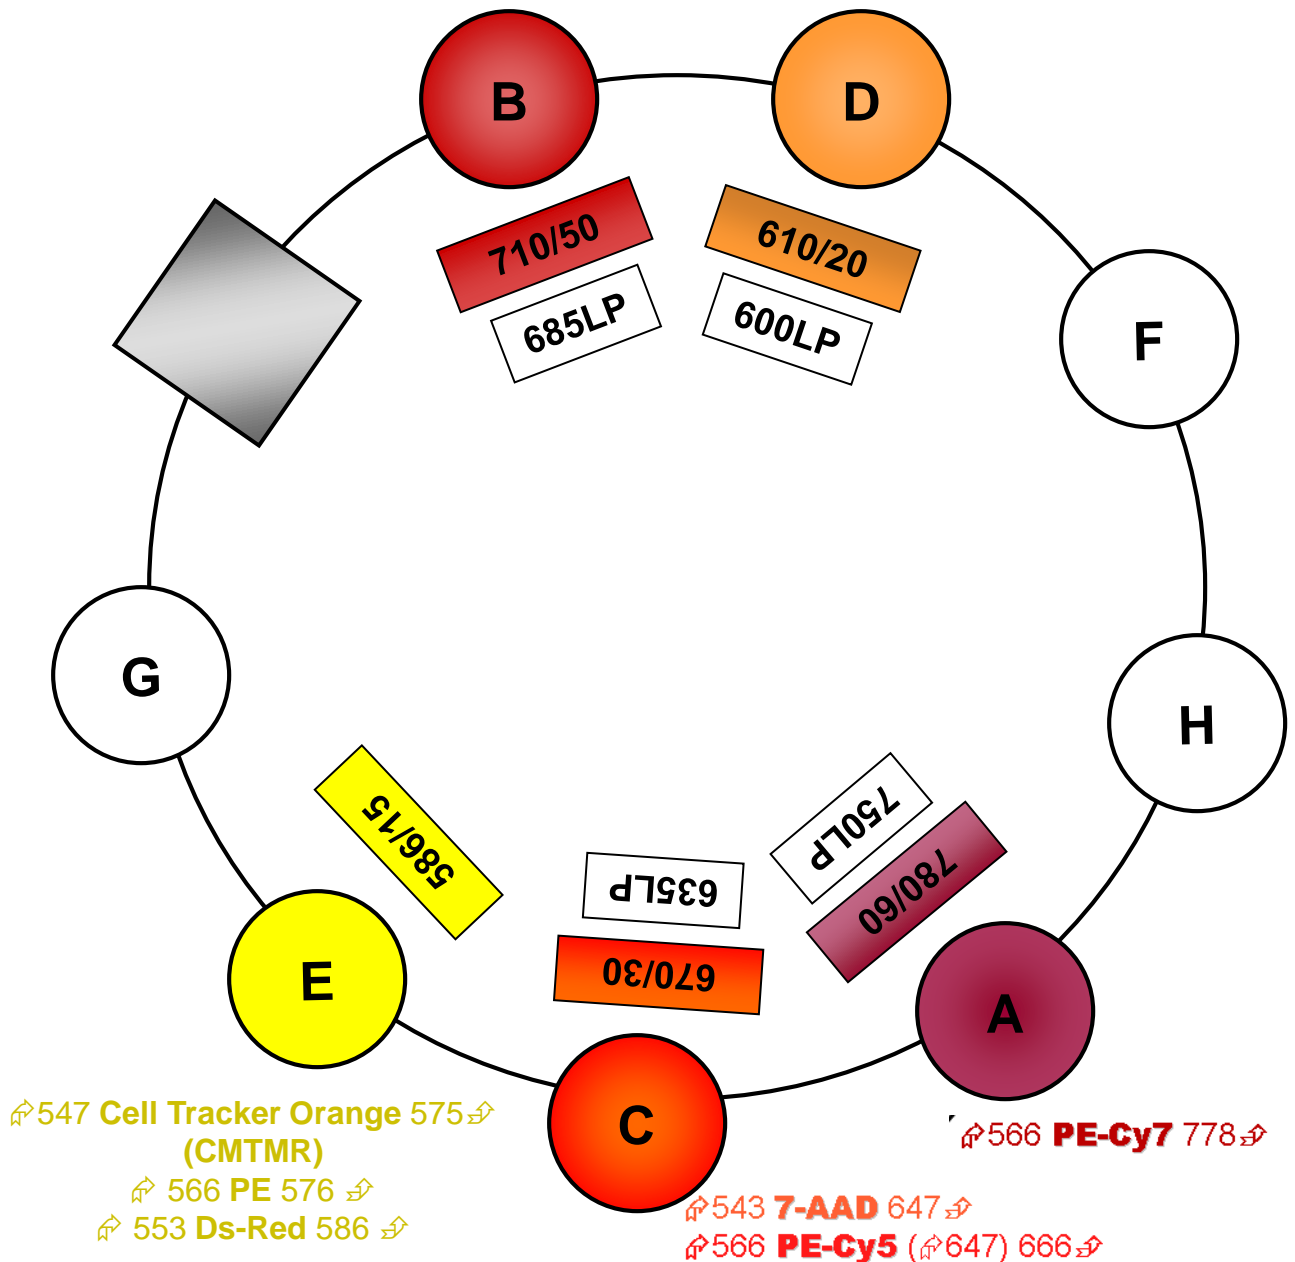 B
D
710/50
610/20
685LP
600LP
F
G
H
586/15
750LP
635LP
780/60
670/30
E
A
C
547 Cell Tracker Orange 575
(CMTMR)
566 PE 576
553 Ds-Red 586
566 PE-Cy7 778
543 7-AAD 647
566 PE-Cy5 (647) 666